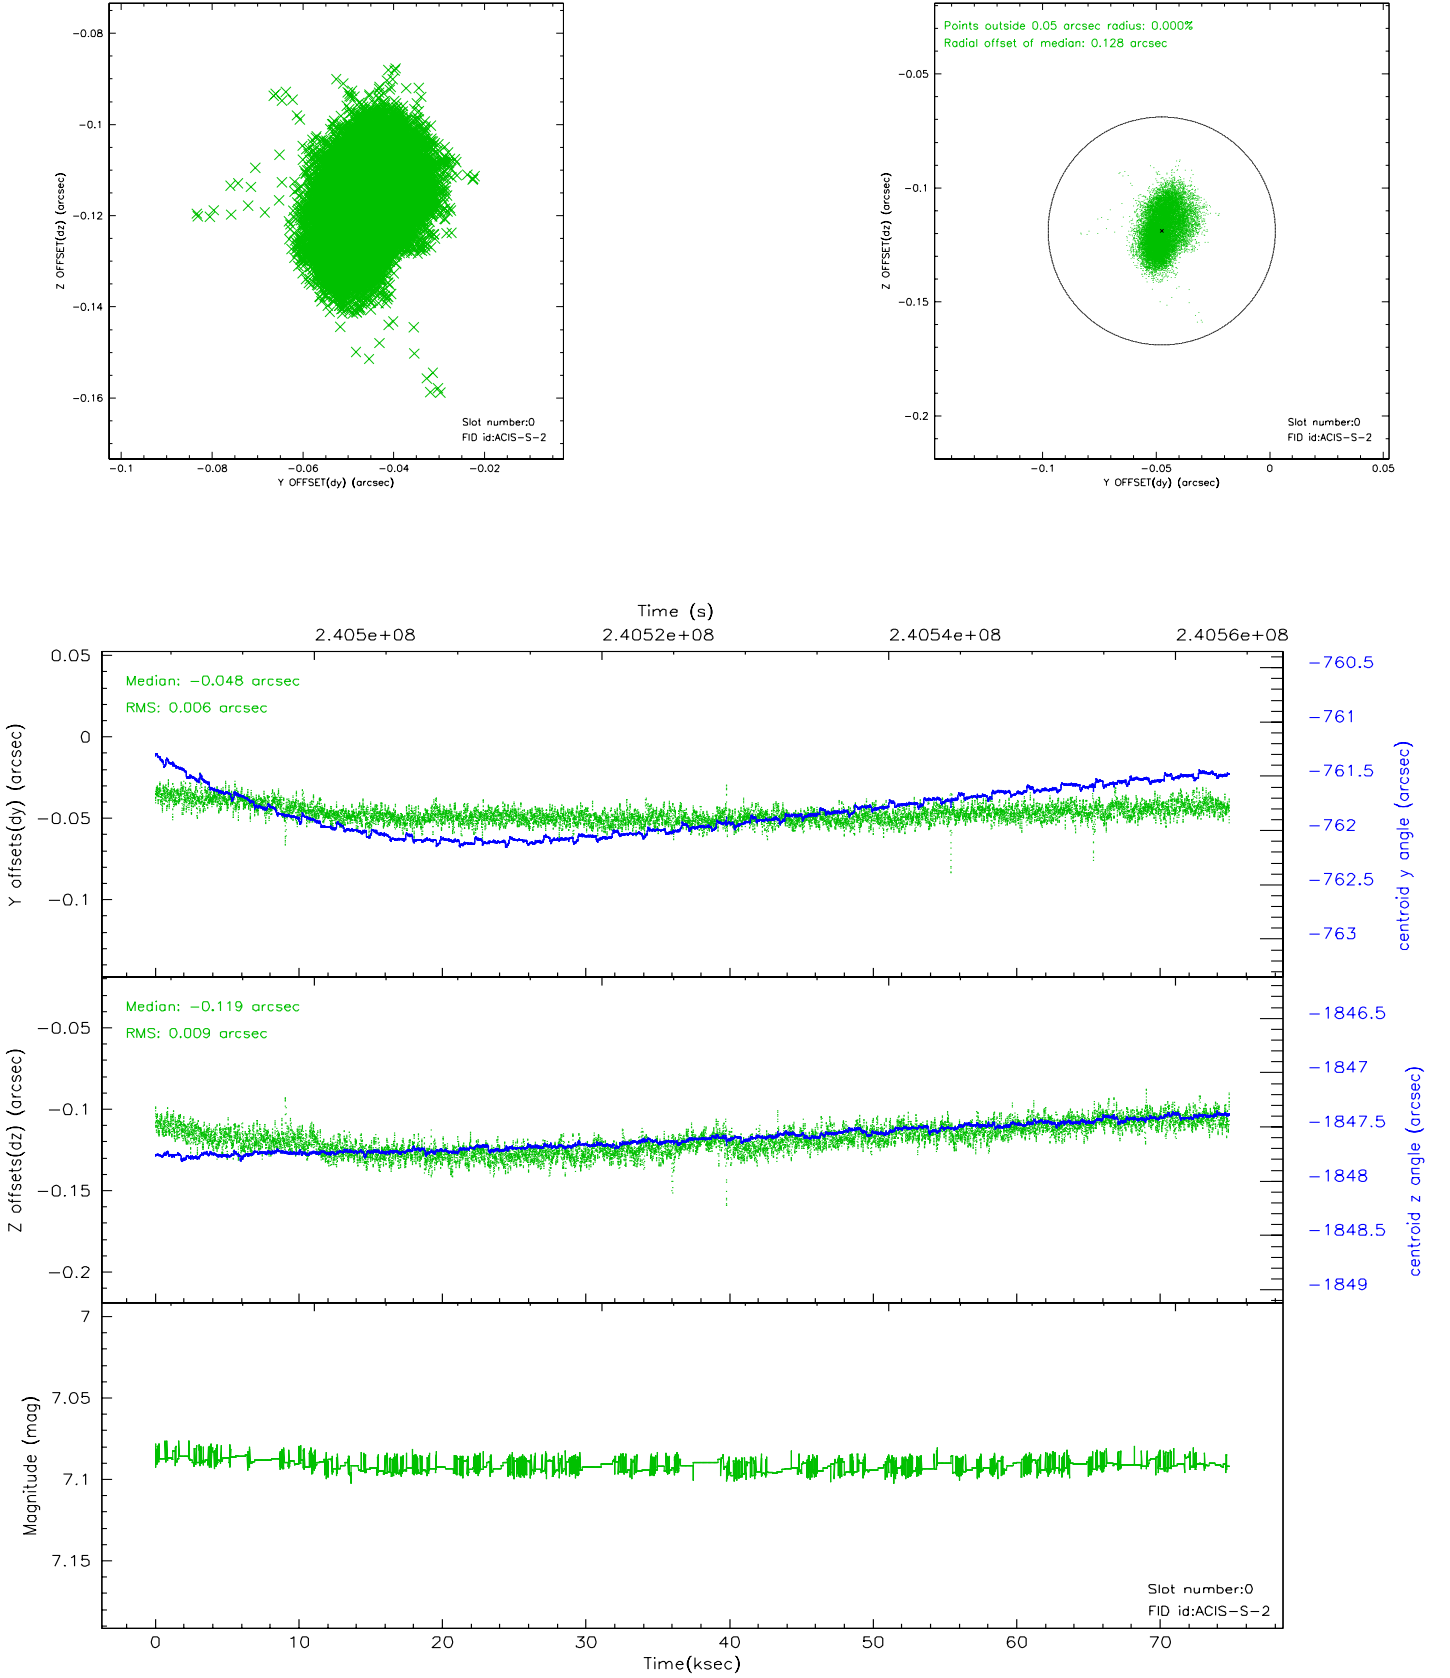 -0.08
-0.1
-0.12
-0.14
-0.16
Z OFFSET(dz) (arcsec)
Slot number:0
FID id:ACIS-S-2
-0.1 -0.08 -0.06 -0.04 -0.02
Y OFFSET(dy) (arcsec)
Points outside 0.05 arcsec radius: 0.000%
Radial offset of median: 0.128 arcsec
-0.05
-0.1
-0.15
-0.2
Z OFFSET(dz) (arcsec)
Slot number:0
FID id:ACIS-S-2
-0.1 -0.05 0 0.05
Y OFFSET(dy) (arcsec)
Time (s)
2.405e+08 2.4052e+08 2.4054e+08 2.4056e+08
0.05
0
-0.05
-0.1
Y offsets(dy) (arcsec)
Median: -0.048 arcsec
RMS: 0.006 arcsec
-760.5
-761
-761.5
-762
-762.5
-763
centroid y angle (arcsec)
-0.05
-0.1
-0.15
-0.2
Z offsets(dz) (arcsec)
Median: -0.119 arcsec
RMS: 0.009 arcsec
-1846.5
-1847
-1847.5
-1848
-1848.5
-1849
centroid z angle (arcsec)
7
7.05
7.1
7.15
Magnitude (mag)
Slot number:0
FID id:ACIS-S-2
0 10 20 30 40 50 60 70
Time(ksec)